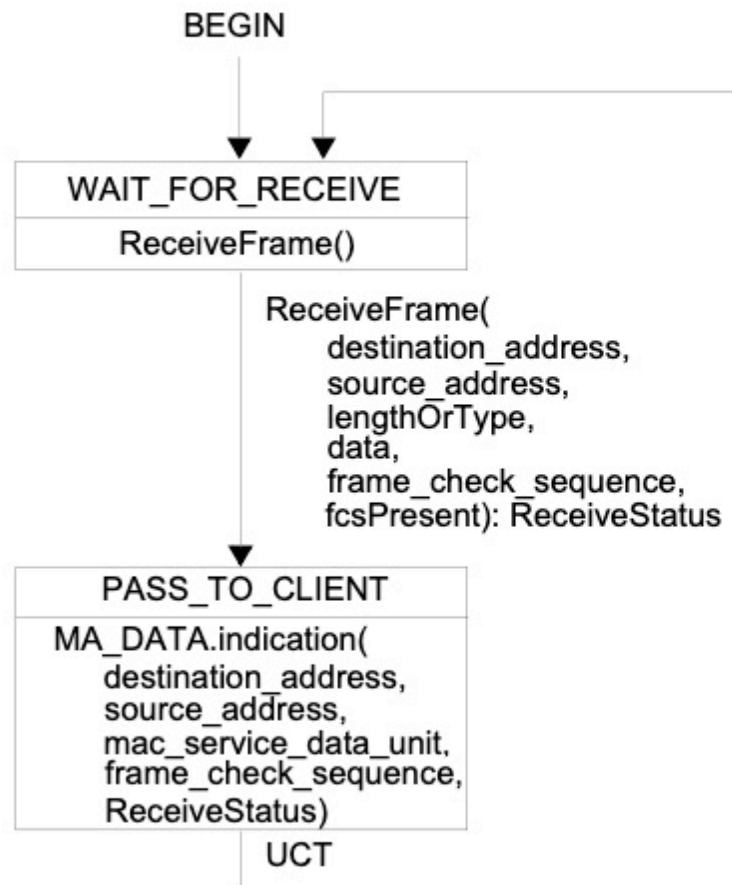 BEGIN
WAIT_FOR_RECEIVE
ReceiveFrame()
ReceiveFrame(
destination_address,
source_address,
lengthOrType,
data,
frame_check_sequence,
fcsPresent): ReceiveStatus
PASS_TO_CLIENT
MA_DATA.indication(
destination_address,
source_address,
mac_service_data_unit,
frame_check_sequence,
ReceiveStatus)
UCT